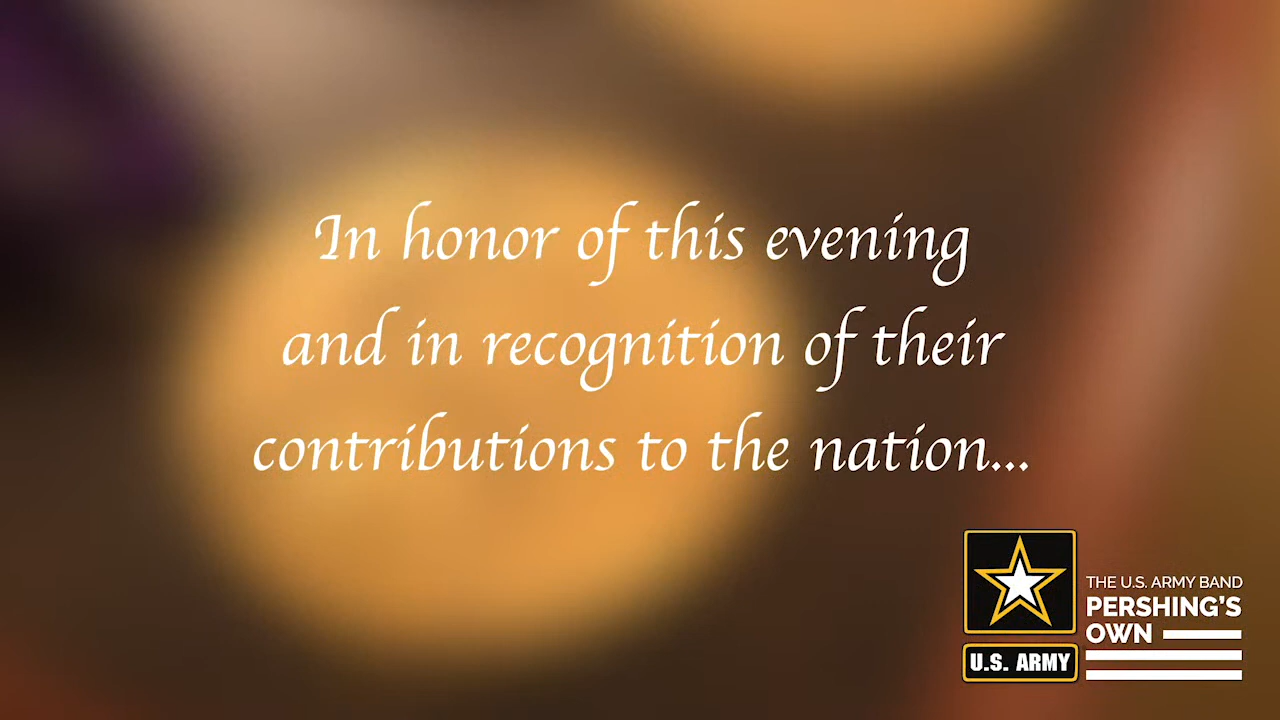 In honor of this evening
and in recognition of their
contributions to the nation...
THE U.S. ARMY BAND
PERSHING'S
OWN
U.S. ARMY